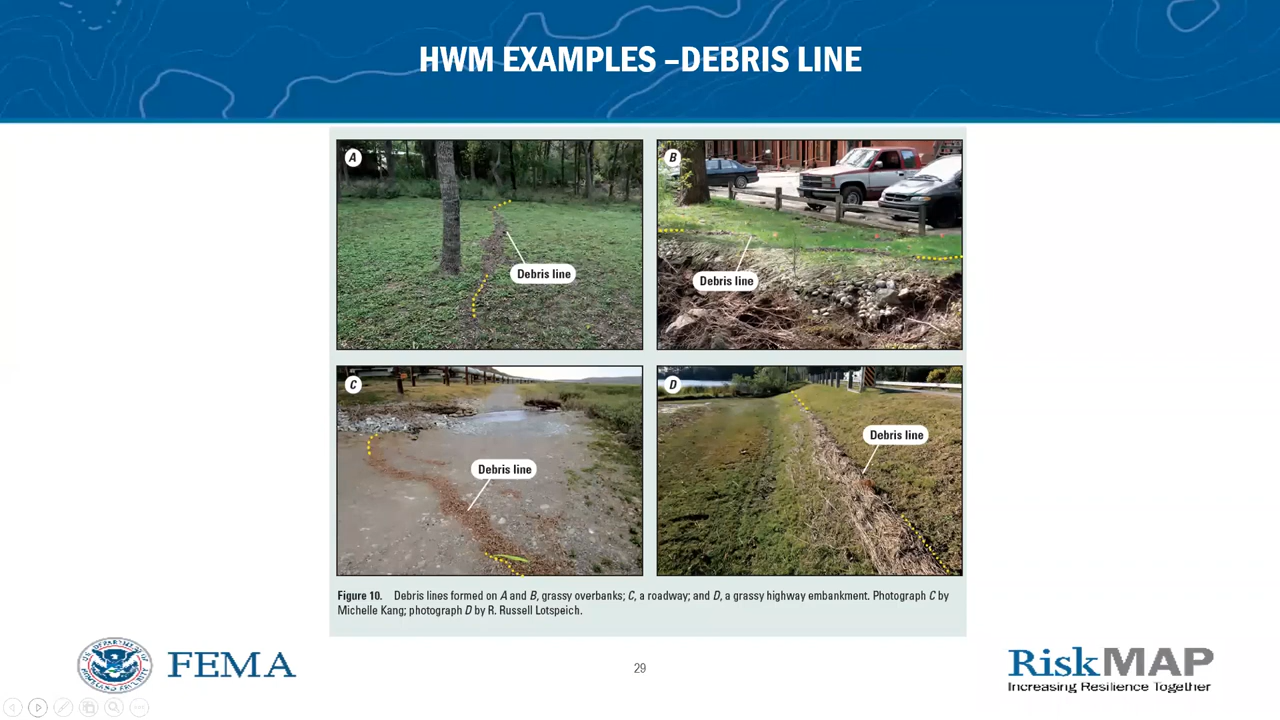 HWM EXAMPLES –DEBRIS LINE
A
Debris line
B
Debris line
C
Debris line
D
Debris line
Figure 10. Debris lines formed on A and B, grassy overbanks; C, a roadway; and D, a grassy highway embankment. Photograph C by
Michelle Kang; photograph D by R. Russell Lotspeich.
FEMA
29
RiskMAP
Increasing Resilience Together